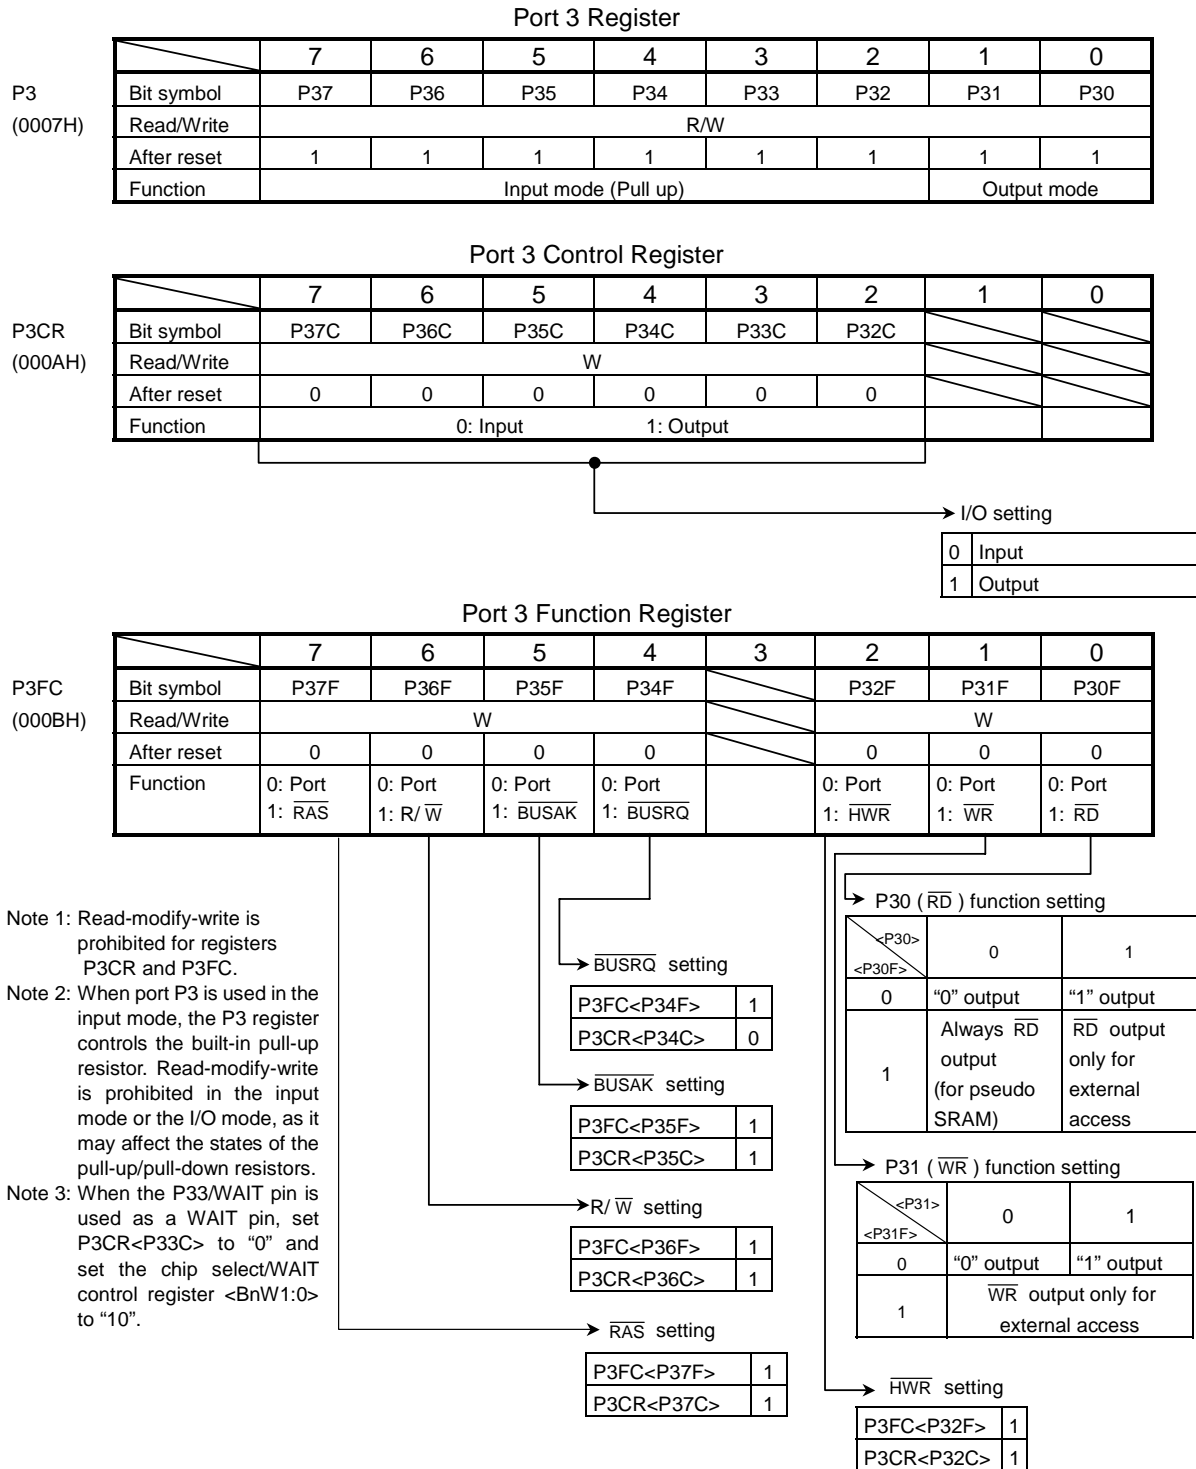 Port 3 Register
7 6 5 4 3 2 1 0
P3 Bit symbol P37 P36 P35 P34 P33 P32 P31 P30
(0007H) Read/Write R/W
After reset 1 1 1 1 1 1 1 1
Function Input mode (Pull up) Output mode
Port 3 Control Register
7 6 5 4 3 2 1 0
P3CR Bit symbol P37C P36C P35C P34C P33C P32C
(000AH) Read/Write W
After reset 0 0 0 0 0 0
Function 0: Input 1: Output
I/O setting
0 Input
1 Output
Port 3 Function Register
7 6 5 4 3 2 1 0
P3FC Bit symbol P37F P36F P35F P34F P32F P31F P30F
(000BH) Read/Write W W
After reset 0 0 0 0 0 0 0
Function 0: Port 0: Port 0: Port 0: Port 0: Port 0: Port 0: Port
1: R̅A̅S̅ 1: R/W̅ 1: B̅U̅S̅A̅K̅ 1: B̅U̅S̅R̅Q̅ 1: H̅W̅R̅ 1: W̅R̅ 1: R̅D̅
Note 1: Read-modify-write is
prohibited for registers
P3CR and P3FC.
Note 2: When port P3 is used in the
input mode, the P3 register
controls the built-in pull-up
resistor. Read-modify-write
is prohibited in the input
mode or the I/O mode, as it
may affect the states of the
pull-up/pull-down resistors.
Note 3: When the P33/WAIT pin is
used as a WAIT pin, set
P3CR<P33C> to “0” and
set the chip select/WAIT
control register <BnW1:0>
to “10”.
B̅U̅S̅R̅Q̅ setting
P3FC<P34F> 1
P3CR<P34C> 0
B̅U̅S̅A̅K̅ setting
P3FC<P35F> 1
P3CR<P35C> 1
R/W̅ setting
P3FC<P36F> 1
P3CR<P36C> 1
R̅A̅S̅ setting
P3FC<P37F> 1
P3CR<P37C> 1
P30 (R̅D̅) function setting
<P30>
<P30F>
0 1
0 “0” output “1” output
1
Always R̅D̅
output
(for pseudo
SRAM)
R̅D̅ output
only for
external
access
P31 (W̅R̅) function setting
<P31>
<P31F>
0 1
0 “0” output “1” output
1
W̅R̅ output only for
external access
H̅W̅R̅ setting
P3FC<P32F> 1
P3CR<P32C> 1